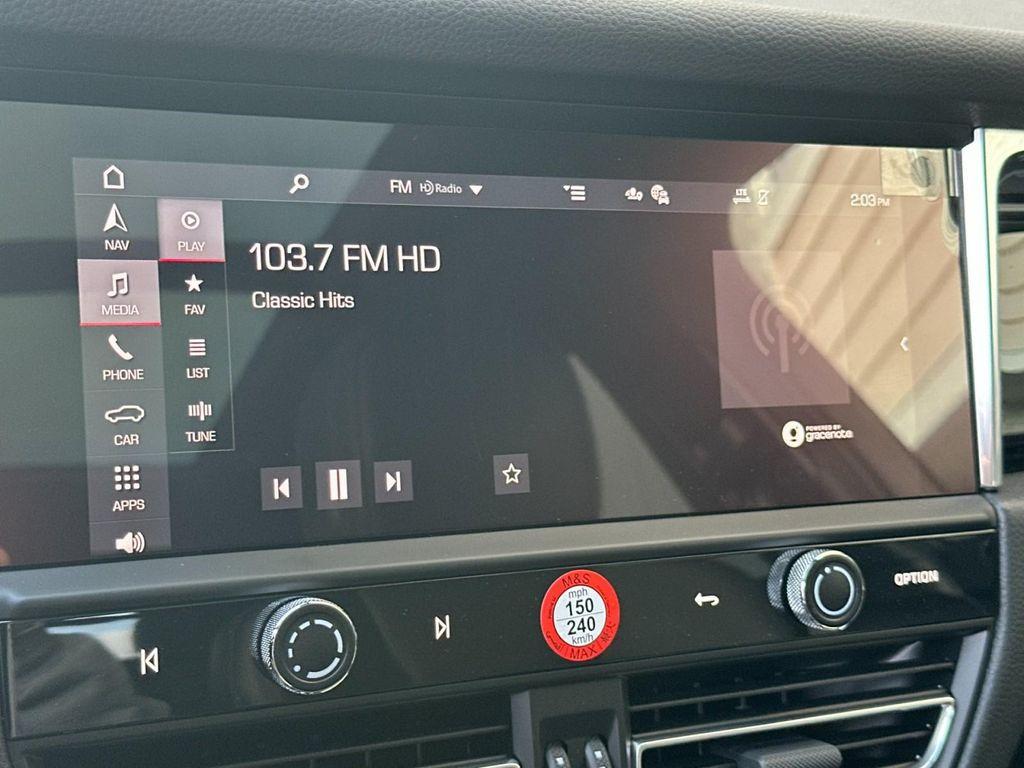 FM HD Radio
LTE
2:03 PM
NAV
PLAY
103.7 FM HD
MEDIA
FAV
Classic Hits
PHONE
LIST
CAR
TUNE
POWERED BY
gracenote
APPS
M&S
mph
150
240
km/h
MAX
OPTION